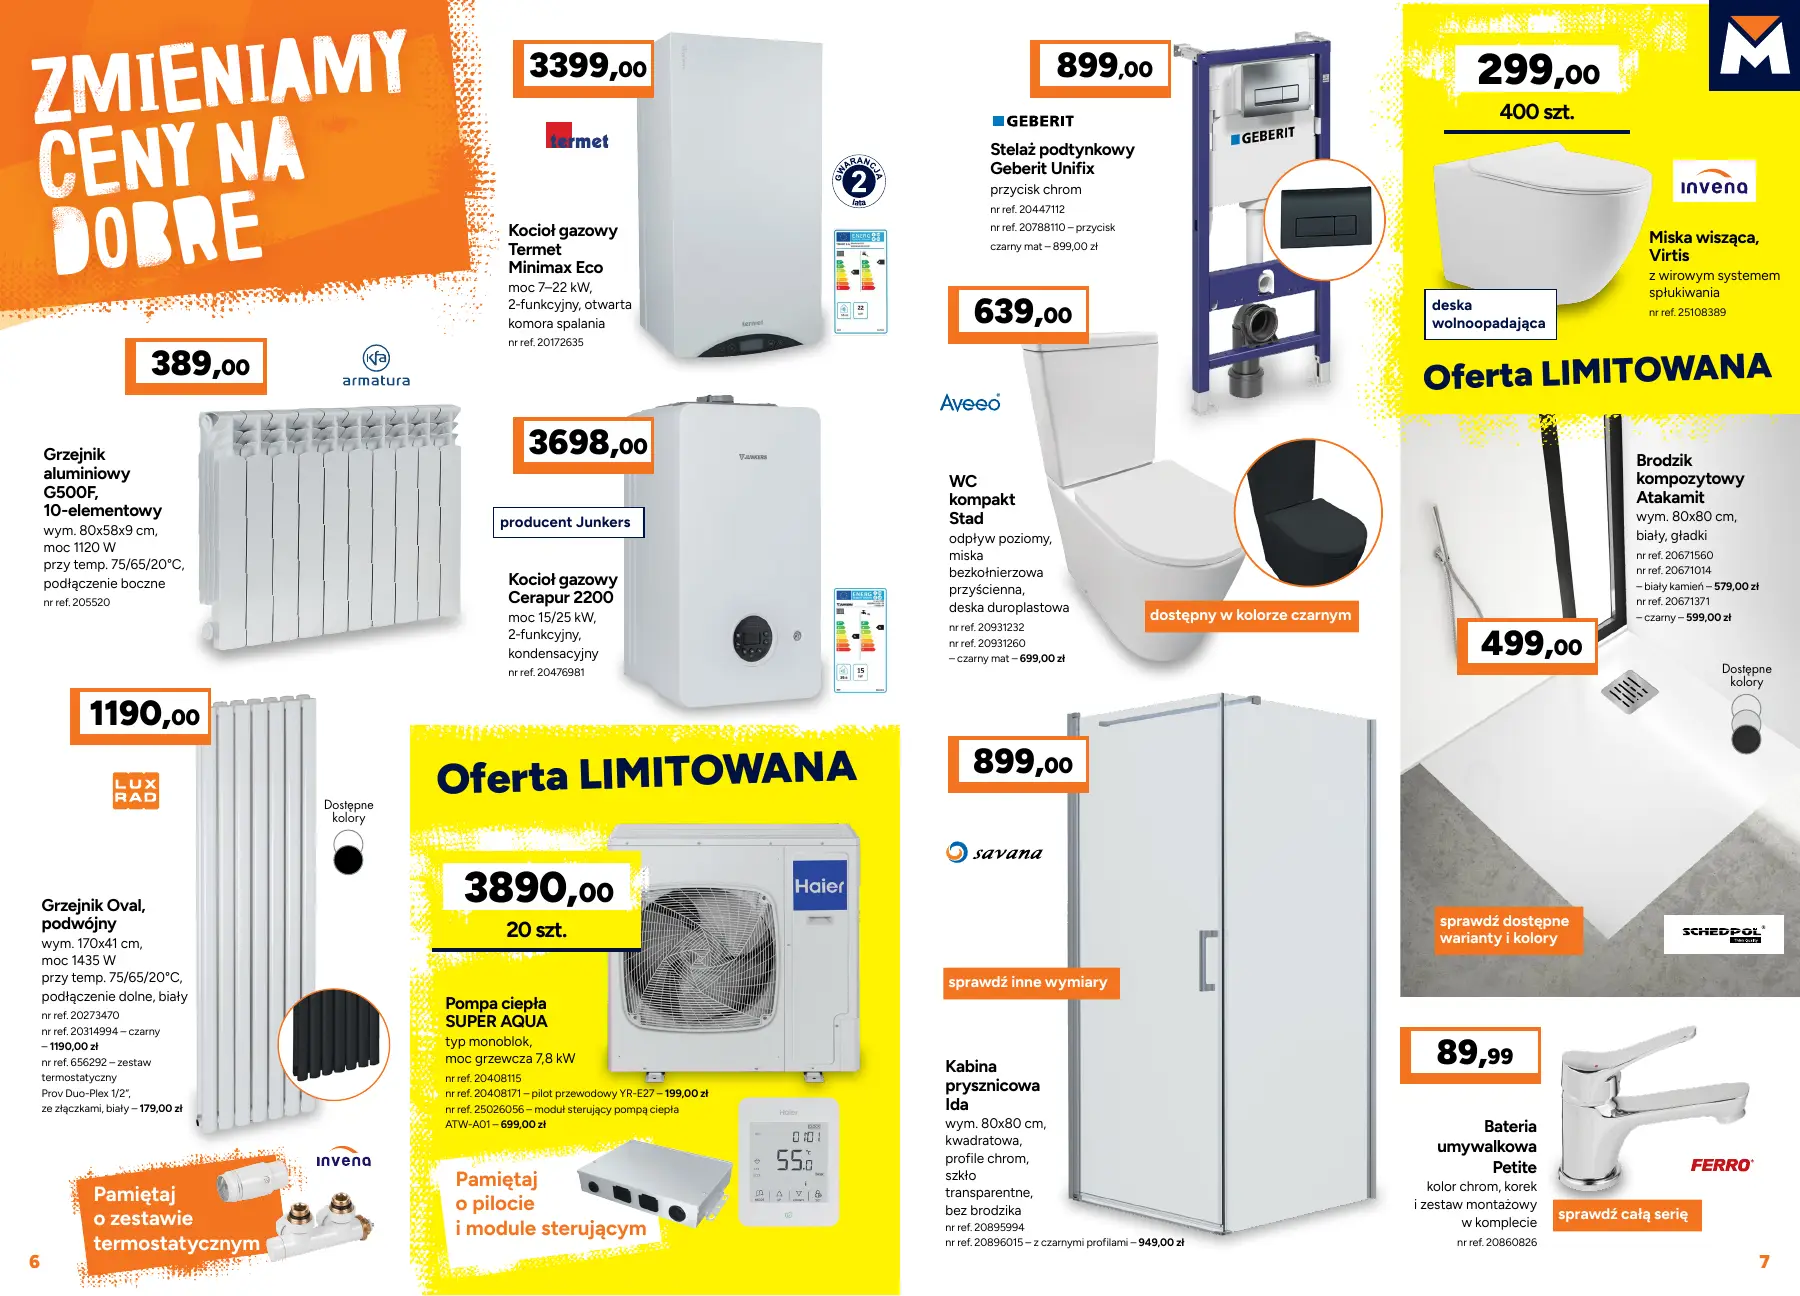 ZMIENIAMY
CENY NA
DOBRE
3399,00
termet
GWARANCJA
2
lata
Kocioł gazowy
Termet
Minimax Eco
moc 7–22 kW,
2-funkcyjny, otwarta
komora spalania
nr ref. 20172635
termet
389,00
kfa
armatura
Grzejnik
aluminiowy
G500F,
10-elementowy
wym. 80x58x9 cm,
moc 1120 W
przy temp. 75/65/20°C,
podłączenie boczne
nr ref. 205520
3698,00
JUNKERS
producent Junkers
Kocioł gazowy
Cerapur 2200
moc 15/25 kW,
2-funkcyjny,
kondensacyjny
nr ref. 20476981
1190,00
LUX
RAD
Dostępne
kolory
Grzejnik Oval,
podwójny
wym. 170x41 cm,
moc 1435 W
przy temp. 75/65/20°C,
podłączenie dolne, biały
nr ref. 20273470
nr ref. 20314994 – czarny
– 1190,00 zł
nr ref. 656292 – zestaw
termostatyczny
Prov Duo-Plex 1/2”,
ze złączkami, biały – 179,00 zł
invena
Pamiętaj
o zestawie
termostatycznym
6
Oferta LIMITOWANA
3890,00
20 szt.
Haier
Pompa ciepła
SUPER AQUA
typ monoblok,
moc grzewcza 7,8 kW
nr ref. 20408115
nr ref. 20408171 – pilot przewodowy YR-E27 – 199,00 zł
nr ref. 25026056 – moduł sterujący pompą ciepła
ATW-A01 – 699,00 zł
Haier
0101
55.0
Pamiętaj
o pilocie
i module sterującym
899,00
GEBERIT
Stelaż podtynkowy
Geberit Unifix
przycisk chrom
nr ref. 20447112
nr ref. 20788110 – przycisk
czarny mat – 899,00 zł
GEBERIT
639,00
Aveeo
WC
kompakt
Stad
odpływ poziomy,
miska
bezkołnierzowa
przyścienna,
deska duroplastowa
nr ref. 20931232
nr ref. 20931260
– czarny mat – 699,00 zł
dostępny w kolorze czarnym
899,00
savana
sprawdź inne wymiary
Kabina
prysznicowa
Ida
wym. 80x80 cm,
kwadratowa,
profile chrom,
szkło
transparentne,
bez brodzika
nr ref. 20895994
nr ref. 20896015 – z czarnymi profilami – 949,00 zł
M
299,00
400 szt.
invena
Miska wisząca,
Virtis
z wirowym systemem
spłukiwania
nr ref. 25108389
deska
wolnoopadająca
Oferta LIMITOWANA
Brodzik
kompozytowy
Atakamit
wym. 80x80 cm,
biały, gładki
nr ref. 20671560
nr ref. 20671014
– biały kamień – 579,00 zł
nr ref. 20671371
– czarny – 599,00 zł
499,00
Dostępne
kolory
sprawdź dostępne
warianty i kolory
SCHEDPOL
89,99
Bateria
umywalkowa
Petite
kolor chrom, korek
i zestaw montażowy
w komplecie
nr ref. 20860826
FERRO
sprawdź całą serię
7